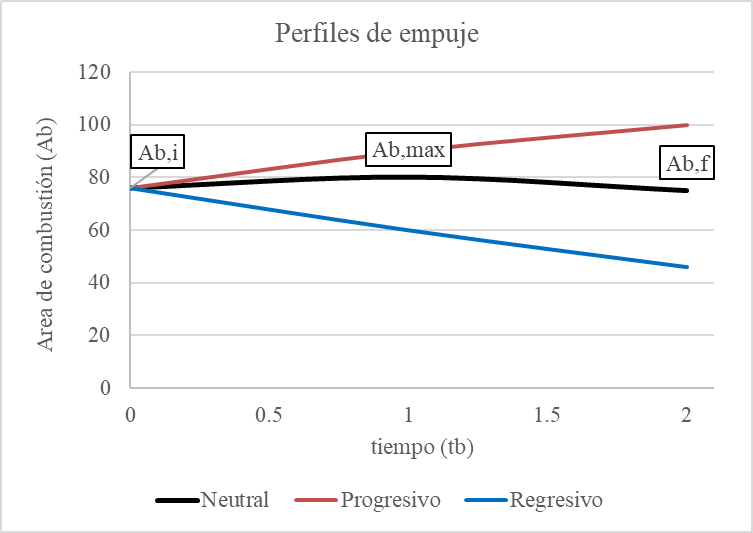 Perfiles de empuje
Area de combustión (Ab)
120
100
80
60
40
20
0
Ab,i
Ab,max
Ab,f
0 0.5 1 1.5 2
tiempo (tb)
Neutral Progresivo Regresivo